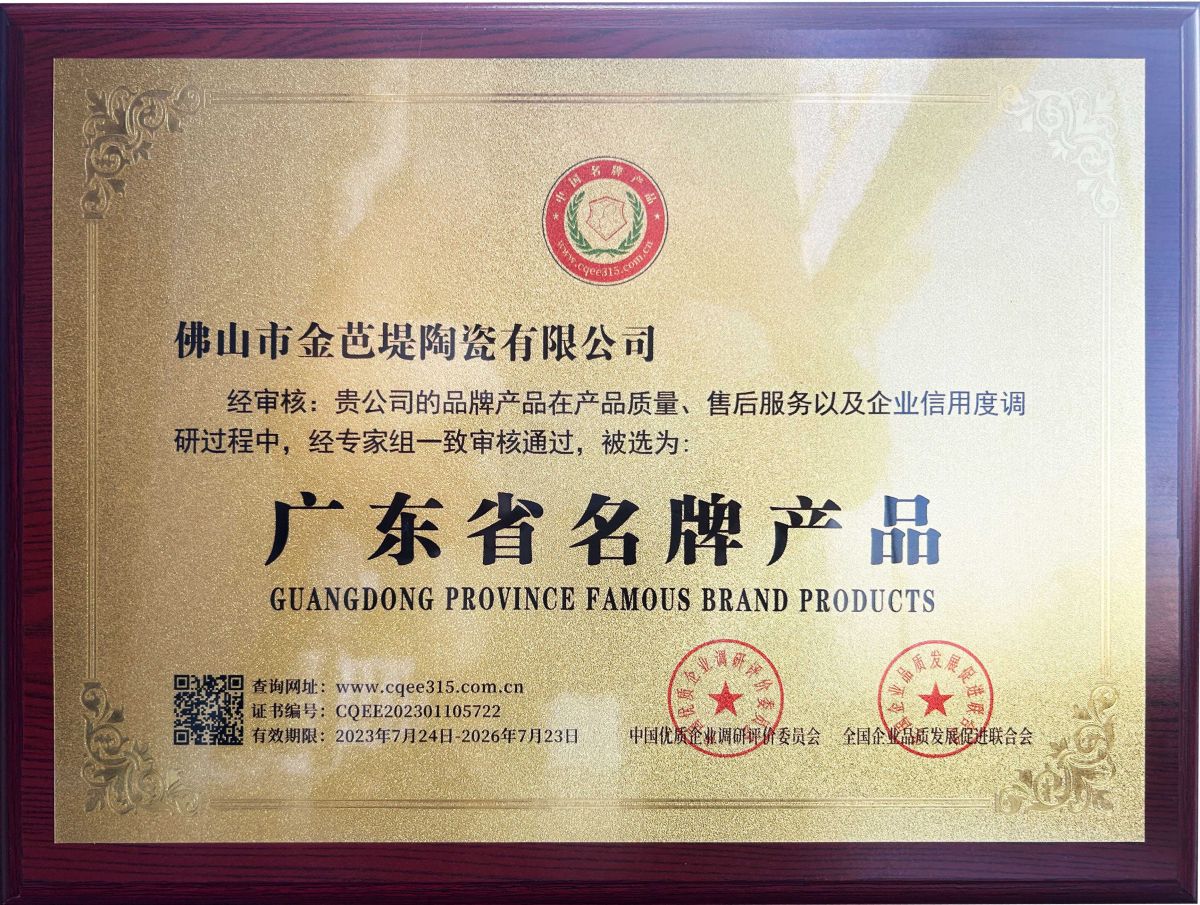 中国名牌产品
www.cqee315.com.cn
佛山市金芭堤陶瓷有限公司
经审核：贵公司的品牌产品在产品质量、售后服务以及企业信用度调
研过程中，经专家组一致审核通过，被选为：
广东省名牌产品
GUANGDONG PROVINCE FAMOUS BRAND PRODUCTS
查询网址：www.cqee315.com.cn
证书编号：CQEE202301105722
有效期限：2023年7月24日-2026年7月23日
中国优质企业调研评价委员会
全国企业品质发展促进联合会